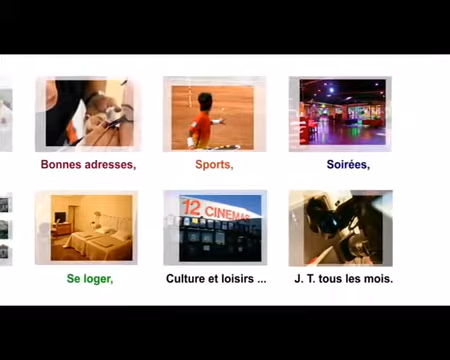 Bonnes adresses,
Sports,
Soirées,
12 CINEMAS
Se loger,
Culture et loisirs ...
J. T. tous les mois.